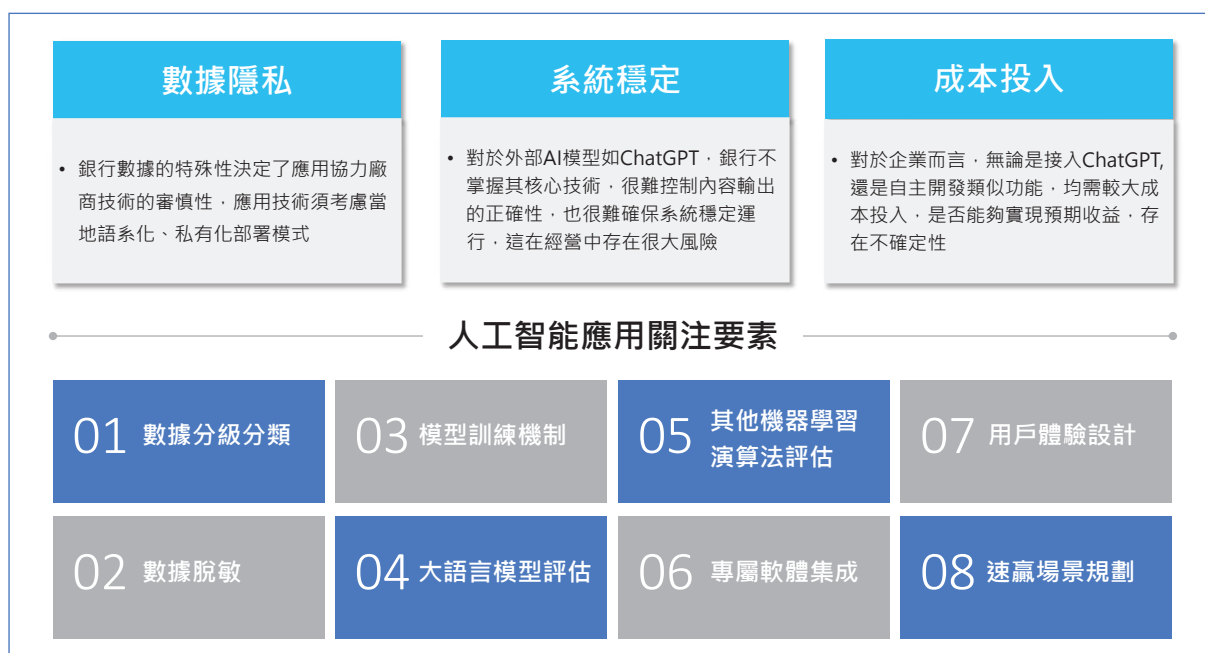 數據隱私
• 銀行數據的特殊性決定了應用協力廠
商技術的審慎性，應用技術須考慮當
地語系化、私有化部署模式
系統穩定
• 對於外部AI模型如ChatGPT，銀行不
掌握其核心技術，很難控制內容輸出
的正確性，也很難確保系統穩定運
行，這在經營中存在很大風險
成本投入
• 對於企業而言，無論是接入ChatGPT,
還是自主開發類似功能，均需較大成
本投入，是否能夠實現預期收益，存
在不確定性
人工智能應用關注要素
01 數據分級分類
03 模型訓練機制
05 其他機器學習
演算法評估
07 用戶體驗設計
02 數據脫敏
04 大語言模型評估
06 專屬軟體集成
08 速贏場景規劃